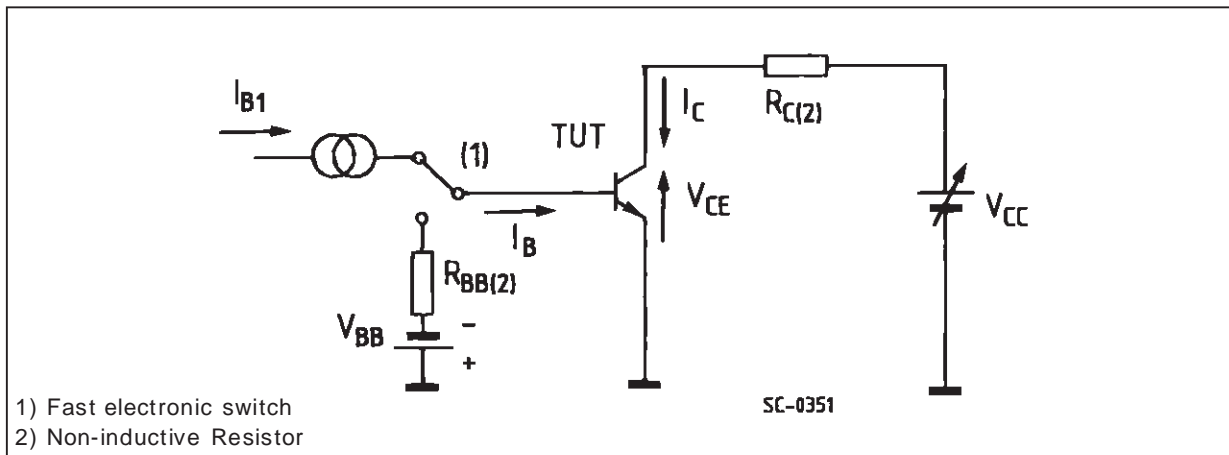 I_B1
(1)
TUT
I_C
R_C(2)
V_CE
V_CC
I_B
R_BB(2)
V_BB
−
+
SC-0351
1) Fast electronic switch
2) Non-inductive Resistor